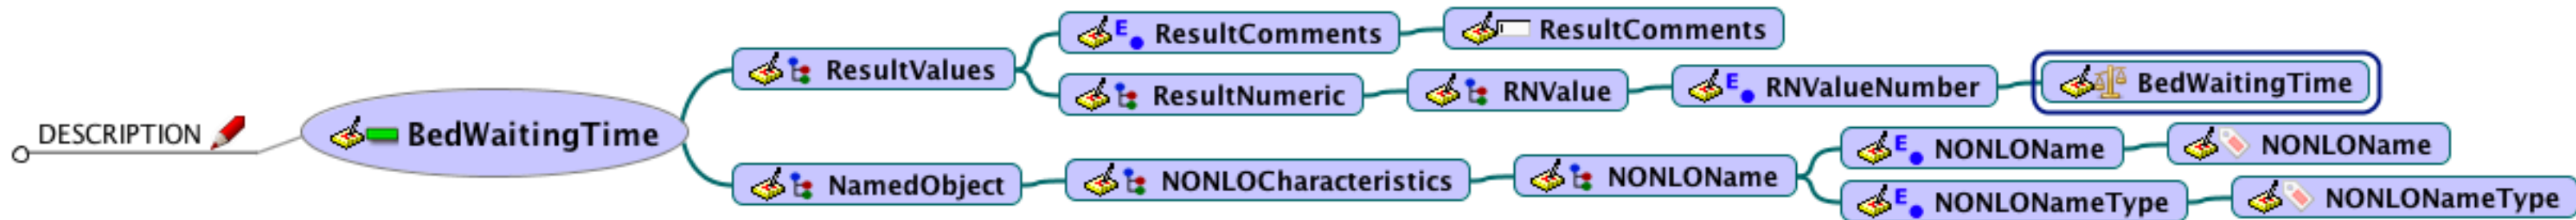 DESCRIPTION
BedWaitingTime
ResultValues
E ResultComments
ResultComments
ResultNumeric
RNValue
E RNValueNumber
BedWaitingTime
NamedObject
NONLOCharacteristics
NONLOName
E NONLOName
NONLOName
E NONLONameType
NONLONameType